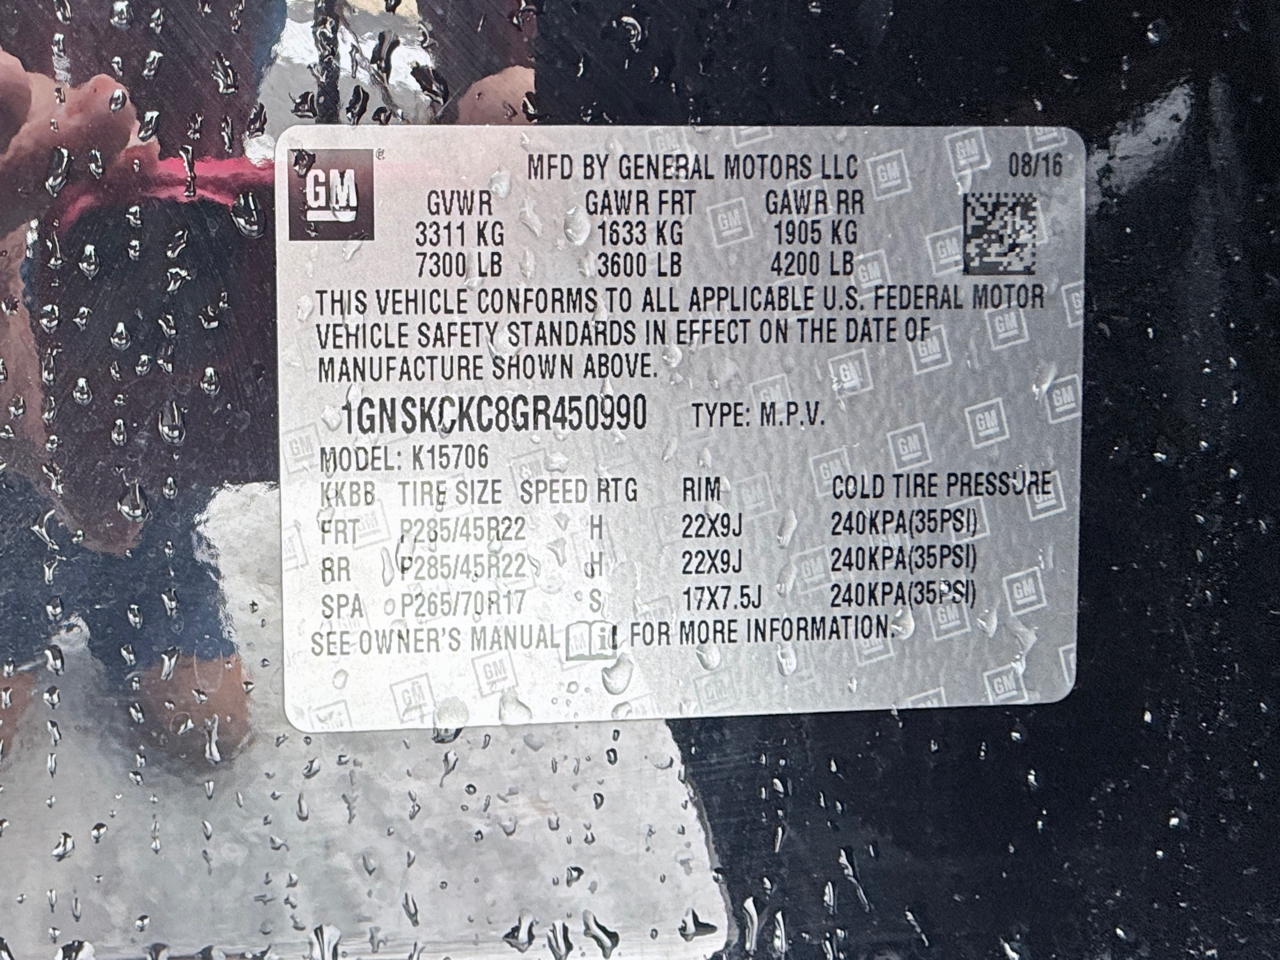 GM ®
MFD BY GENERAL MOTORS LLC 08/16
GVWR GAWR FRT GAWR RR
3311 KG 1633 KG 1905 KG
7300 LB 3600 LB 4200 LB
THIS VEHICLE CONFORMS TO ALL APPLICABLE U.S. FEDERAL MOTOR
VEHICLE SAFETY STANDARDS IN EFFECT ON THE DATE OF
MANUFACTURE SHOWN ABOVE.
1GNSKCKC8GR450990 TYPE: M.P.V.
MODEL: K15706
KKBB TIRE SIZE SPEED RTG RIM COLD TIRE PRESSURE
FRT P285/45R22 H 22X9J 240KPA(35PSI)
RR P285/45R22 H 22X9J 240KPA(35PSI)
SPA P265/70R17 S 17X7.5J 240KPA(35PSI)
SEE OWNER'S MANUAL FOR MORE INFORMATION.